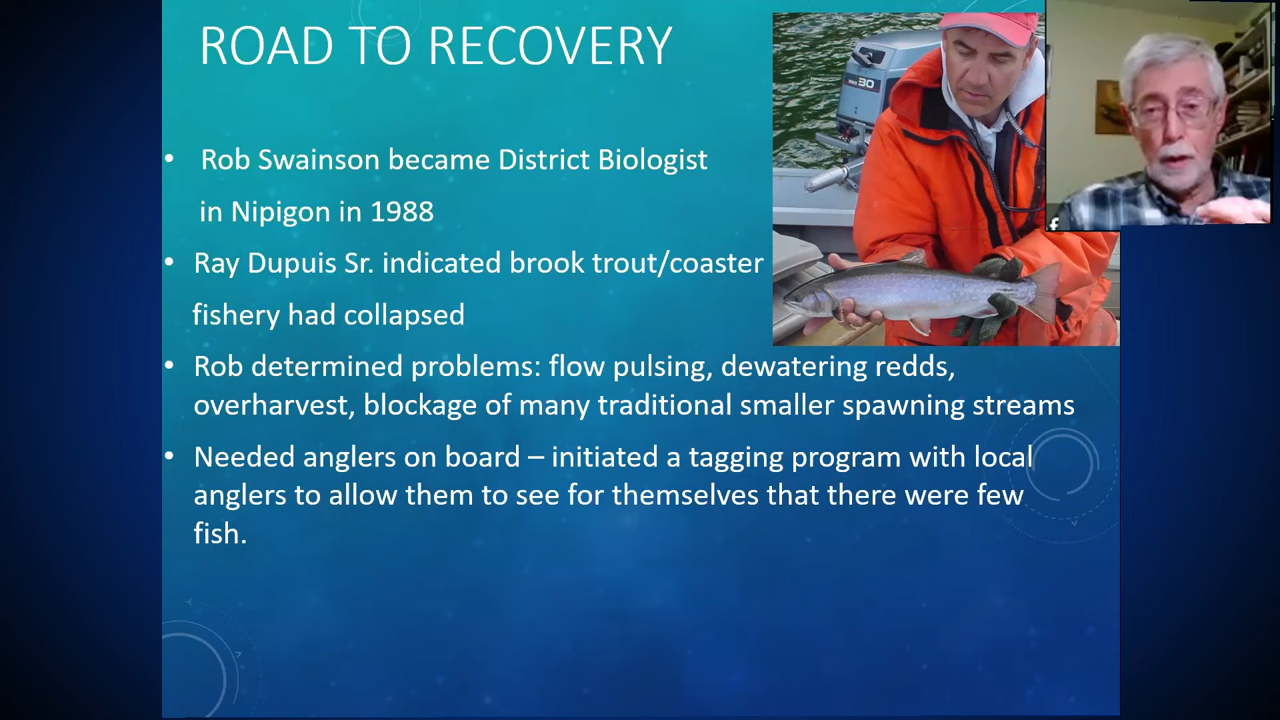 ROAD TO RECOVERY
• Rob Swainson became District Biologist
in Nipigon in 1988
• Ray Dupuis Sr. indicated brook trout/coaster
fishery had collapsed
• Rob determined problems: flow pulsing, dewatering redds,
overharvest, blockage of many traditional smaller spawning streams
• Needed anglers on board – initiated a tagging program with local
anglers to allow them to see for themselves that there were few
fish.
30